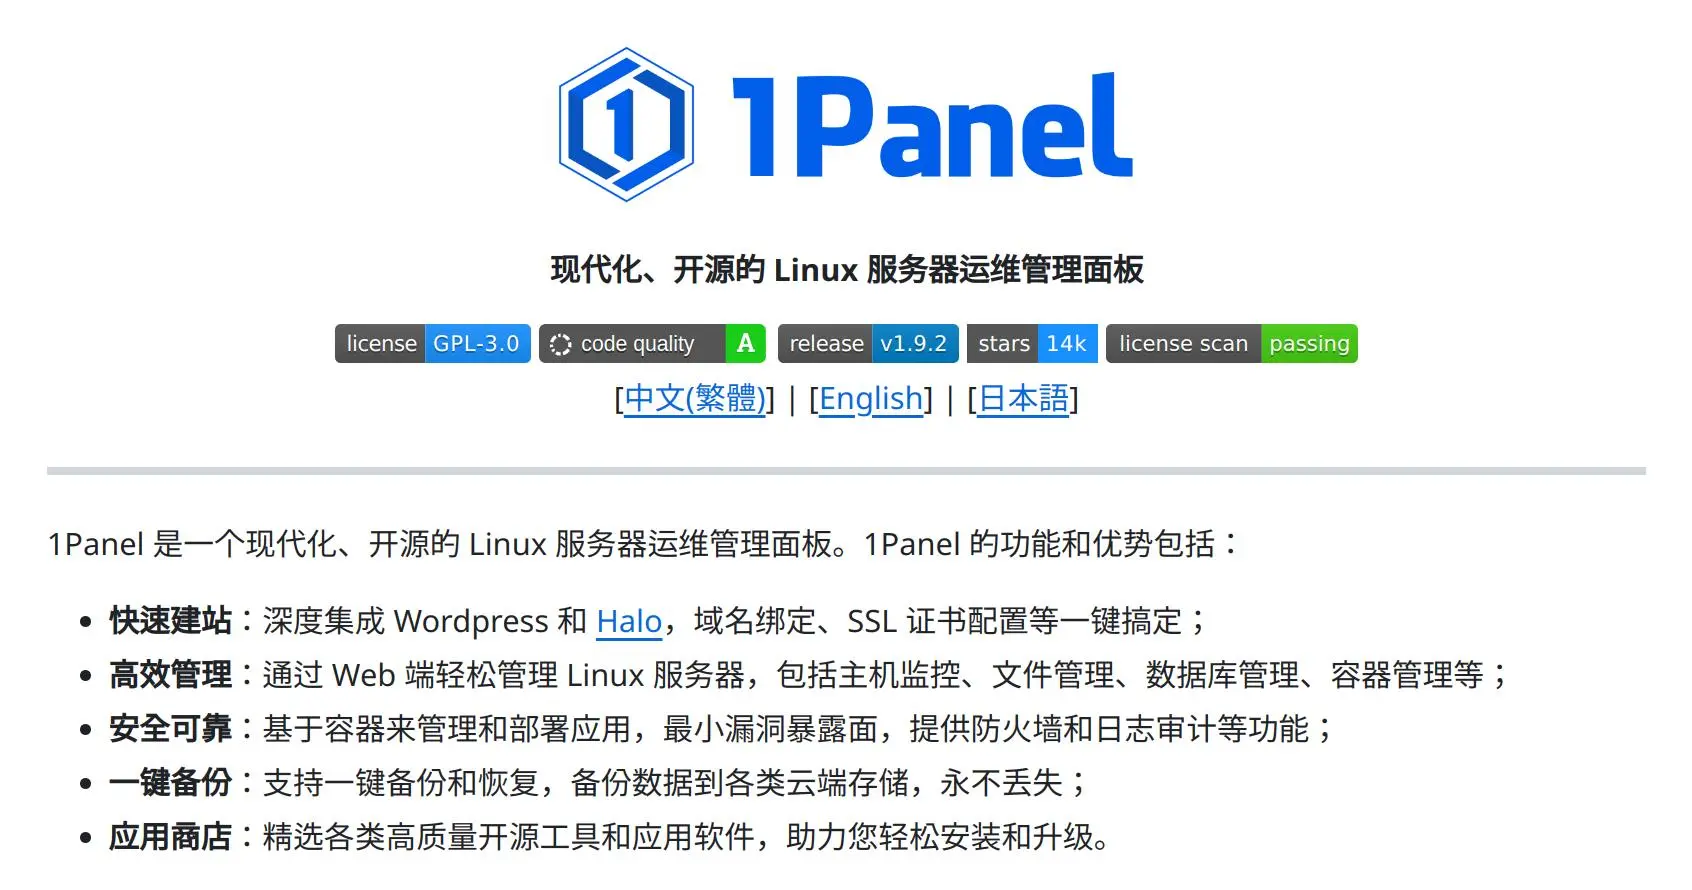 1Panel
现代化、开源的 Linux 服务器运维管理面板
license GPL-3.0 code quality A release v1.9.2 stars 14k license scan passing
[中文(繁體)] | [English] | [日本語]
1Panel 是一个现代化、开源的 Linux 服务器运维管理面板。1Panel 的功能和优势包括：
快速建站：深度集成 Wordpress 和 Halo，域名绑定、SSL 证书配置等一键搞定；
高效管理：通过 Web 端轻松管理 Linux 服务器，包括主机监控、文件管理、数据库管理、容器管理等；
安全可靠：基于容器来管理和部署应用，最小漏洞暴露面，提供防火墙和日志审计等功能；
一键备份：支持一键备份和恢复，备份数据到各类云端存储，永不丢失；
应用商店：精选各类高质量开源工具和应用软件，助力您轻松安装和升级。